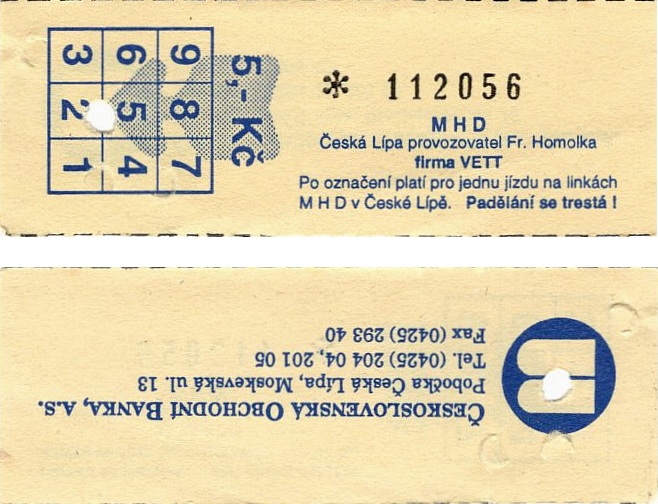 5,- Kč
9 8 7
6 5 4
3 2 1
* 112056
MHD
Česká Lípa provozovatel Fr. Homolka
firma VETT
Po označení platí pro jednu jízdu na linkách
MHD v České Lípě. Padělání se trestá !
ČESKOSLOVENSKÁ OBCHODNÍ BANKA, A.S.
Pobočka Česká Lípa, Moskevská ul. 13
Tel. (0425) 204 04, 201 05
Fax (0425) 293 40